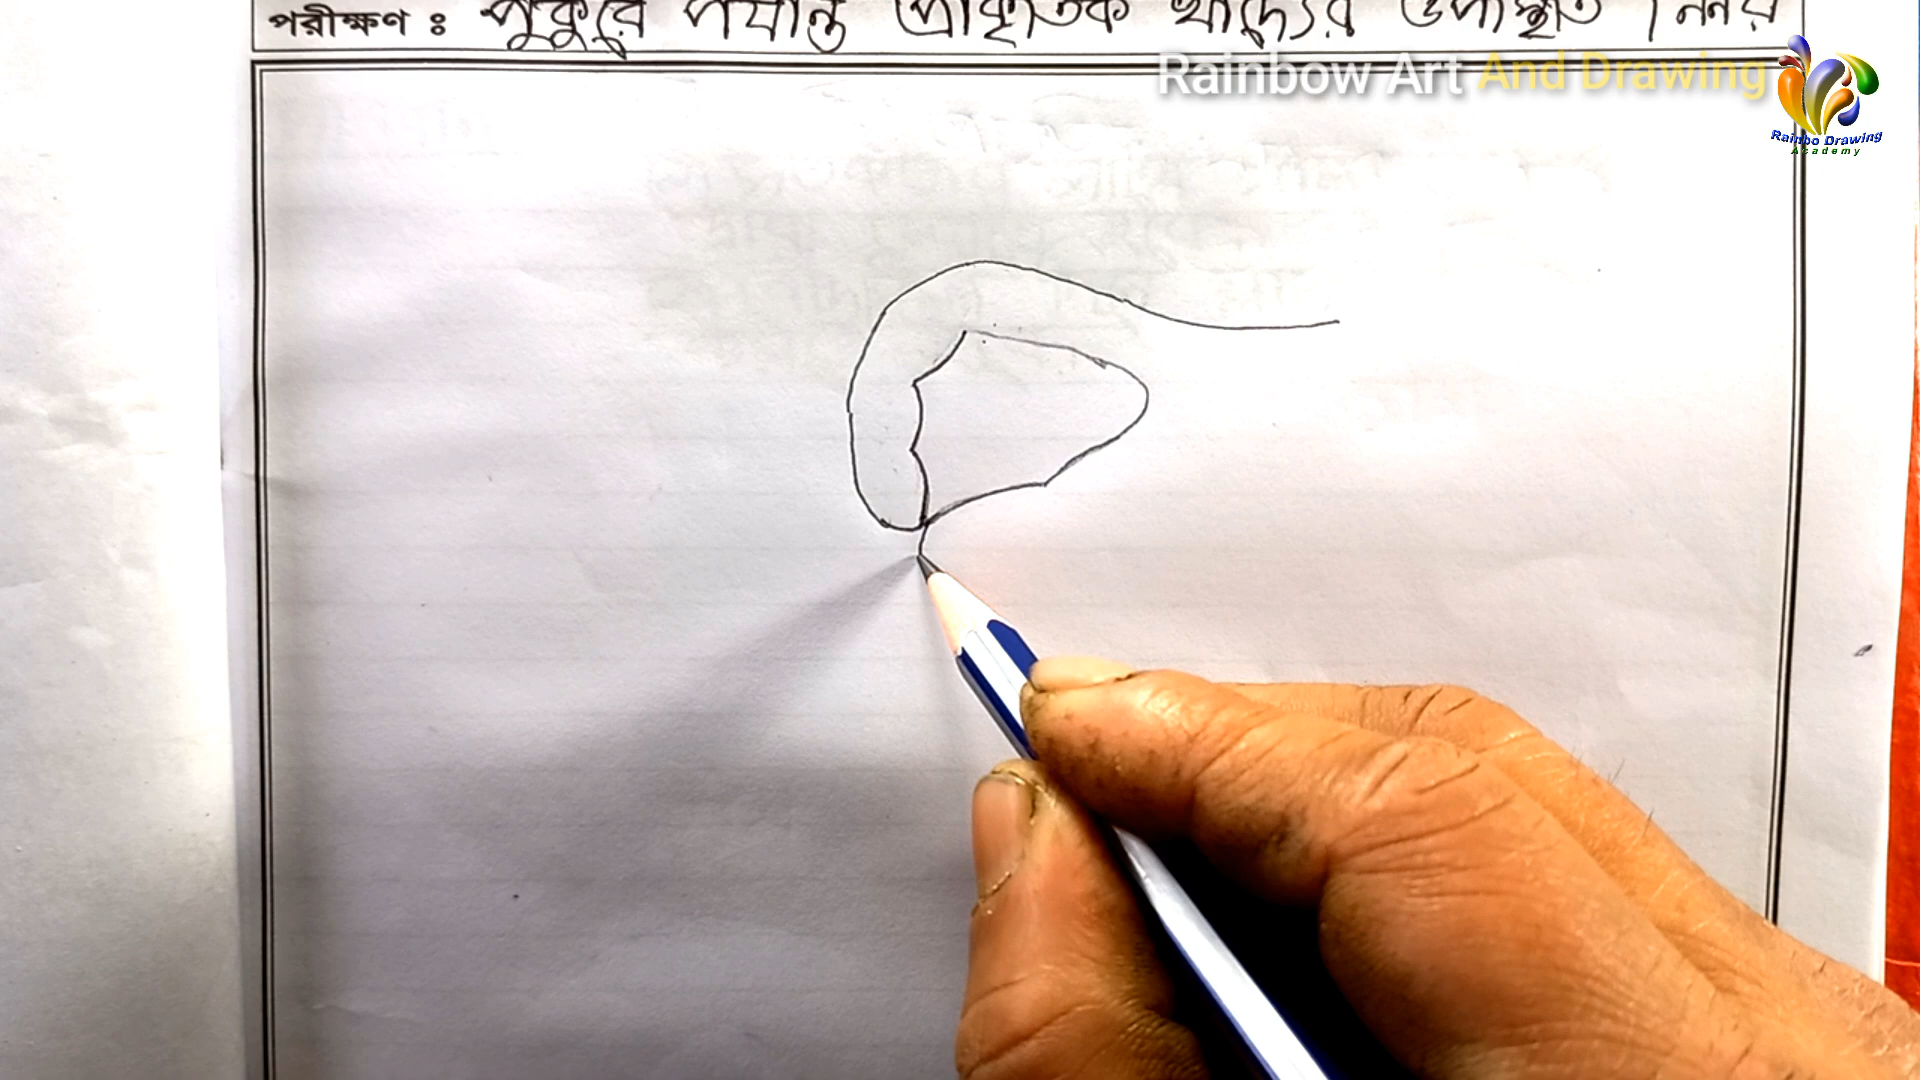 পরীক্ষণ : পুকুরে পর্যাপ্ত প্রাকৃতিক খাদ্যের উপস্থিতি নির্ণয়
Rainbow Art And Drawing
Rainbo Drawing
Academy